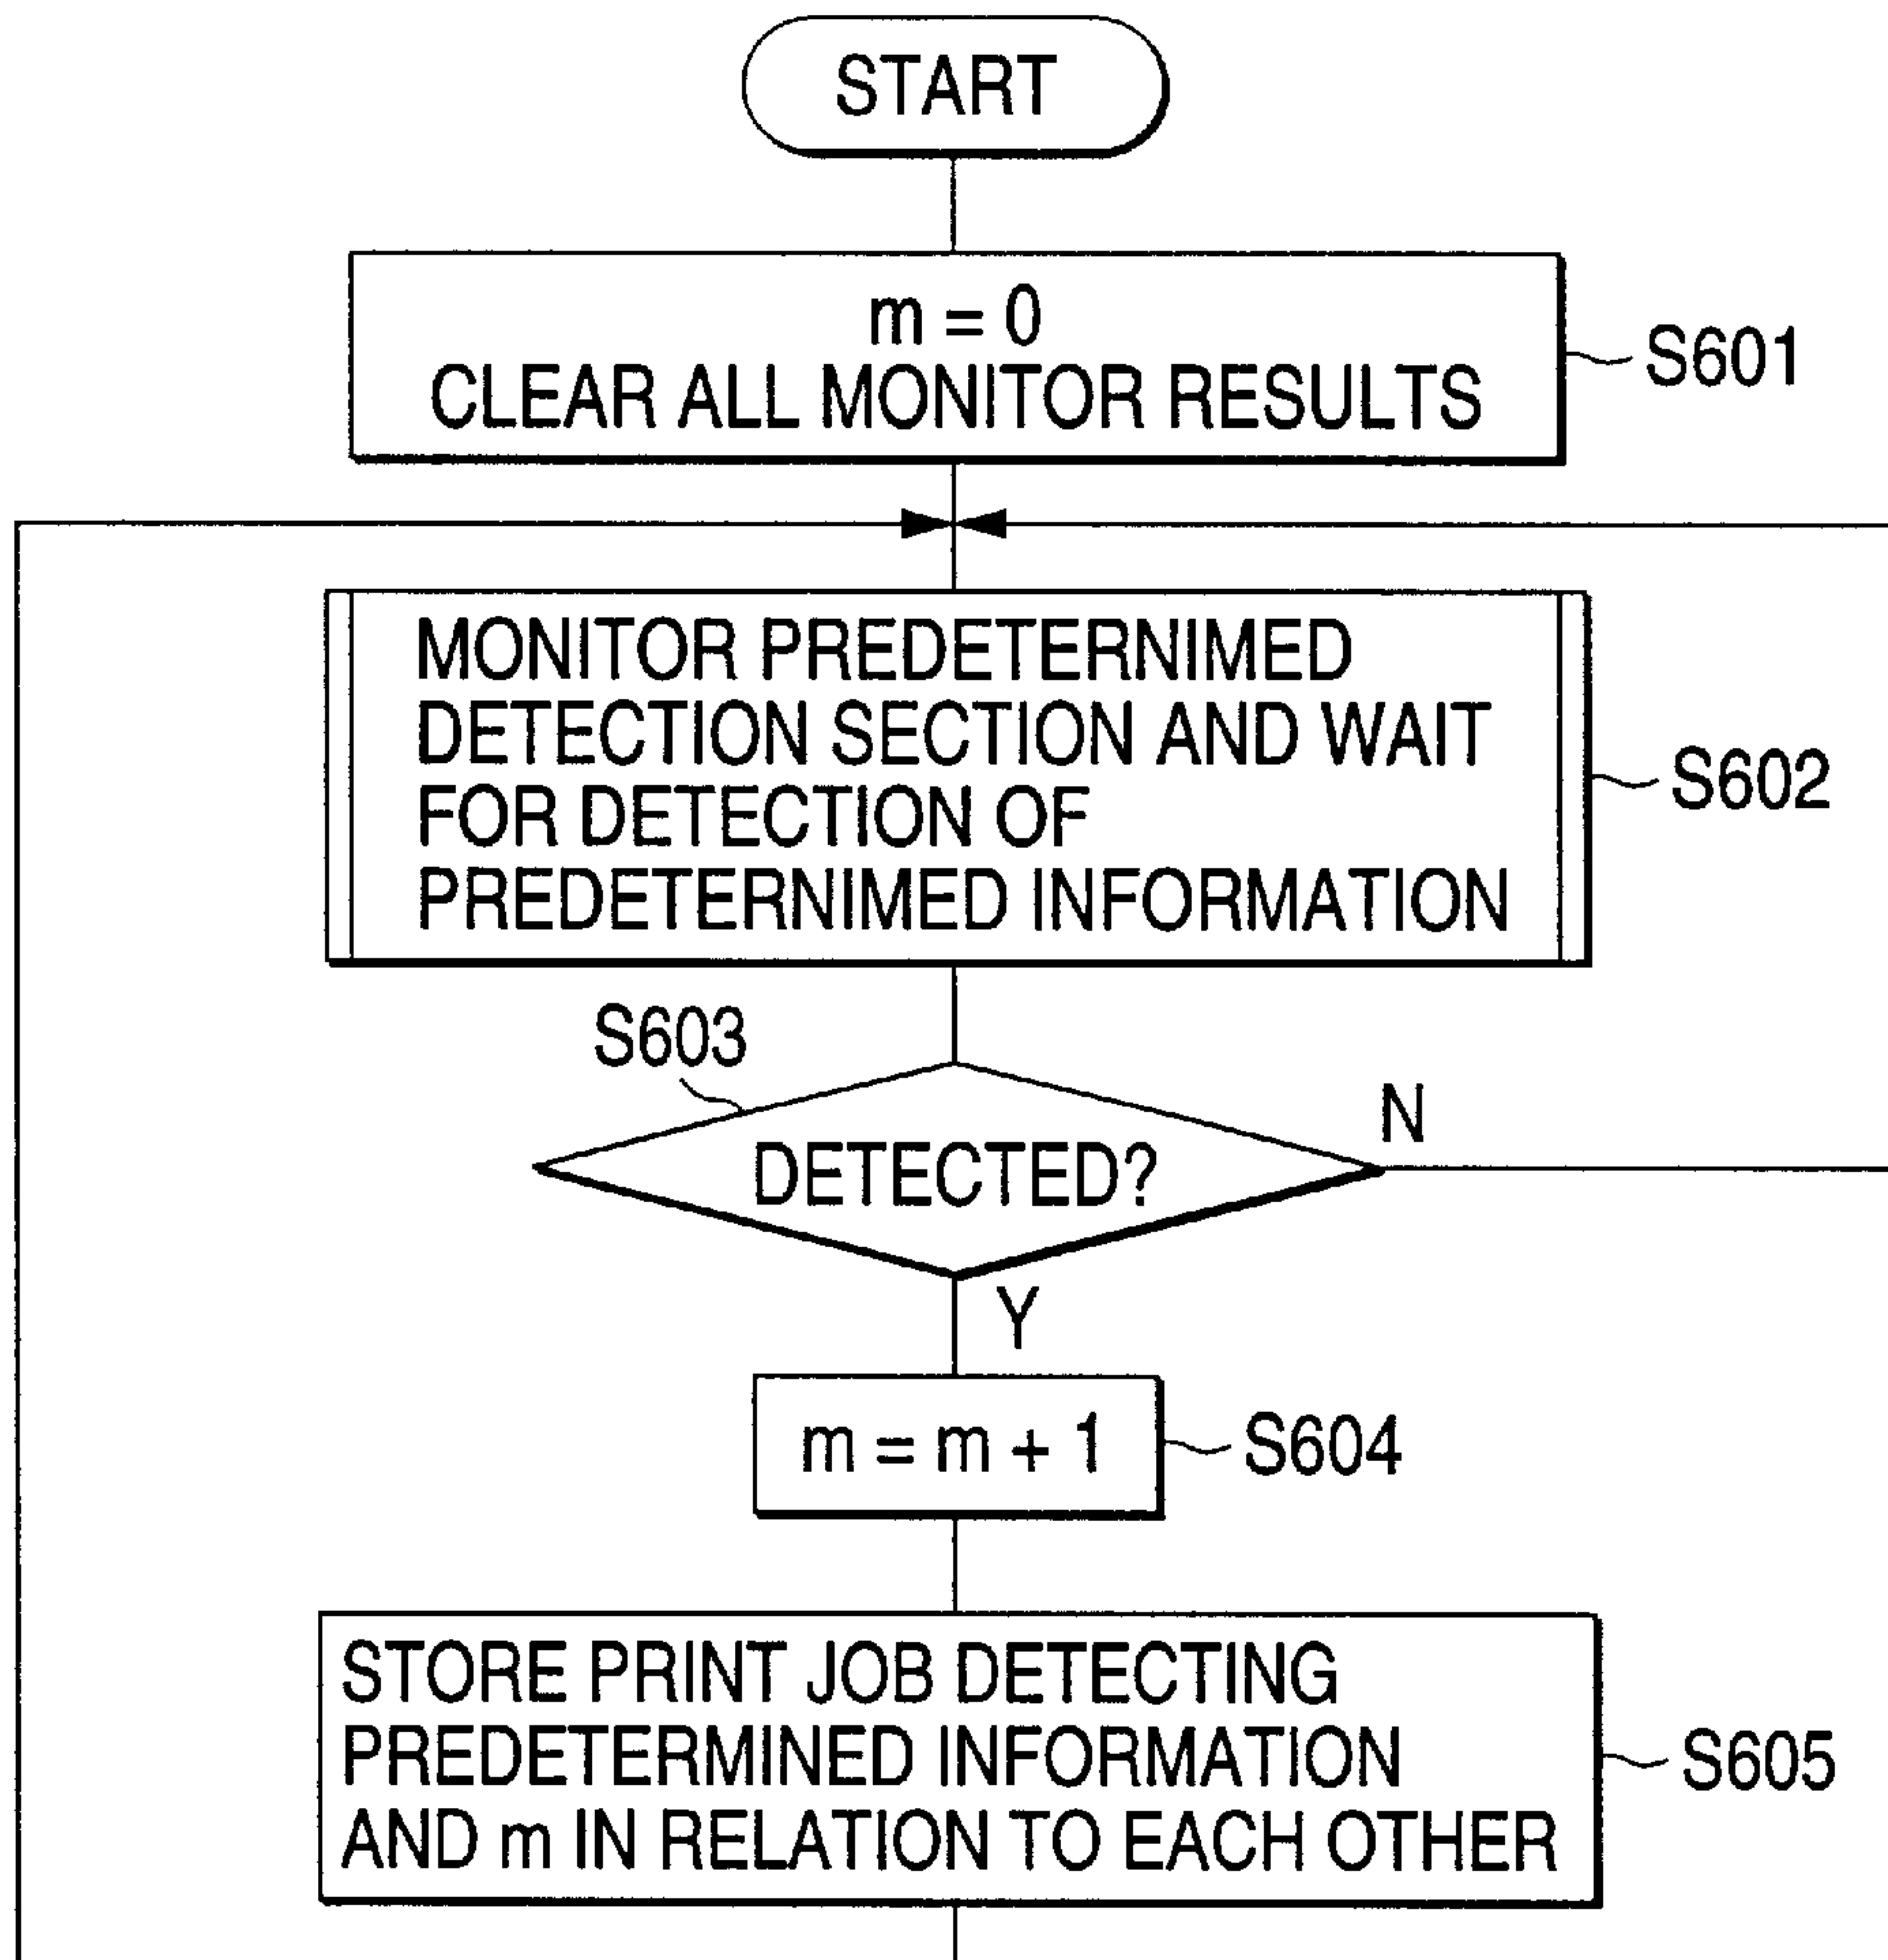 START
m = 0
CLEAR ALL MONITOR RESULTS
S601
MONITOR PREDETERNIMED
DETECTION SECTION AND WAIT
FOR DETECTION OF
PREDETERNIMED INFORMATION
S602
S603
DETECTED?
N
Y
m = m + 1
S604
STORE PRINT JOB DETECTING
PREDETERMINED INFORMATION
AND m IN RELATION TO EACH OTHER
S605